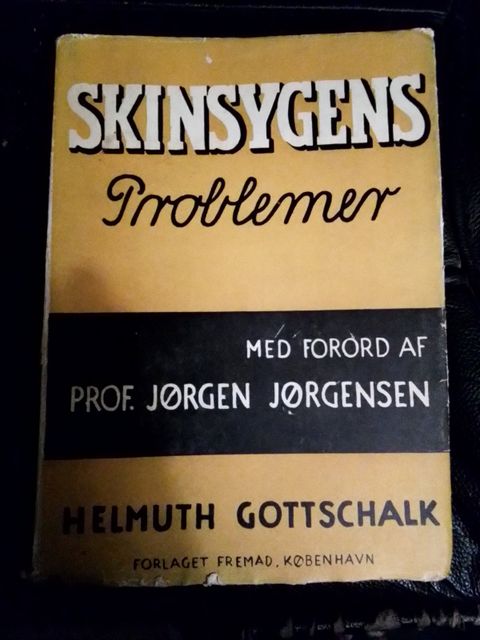 SKINSYGENS
Problemer
MED FORORD AF
PROF. JØRGEN JØRGENSEN
HELMUTH GOTTSCHALK
FORLAGET FREMAD, KØBENHAVN